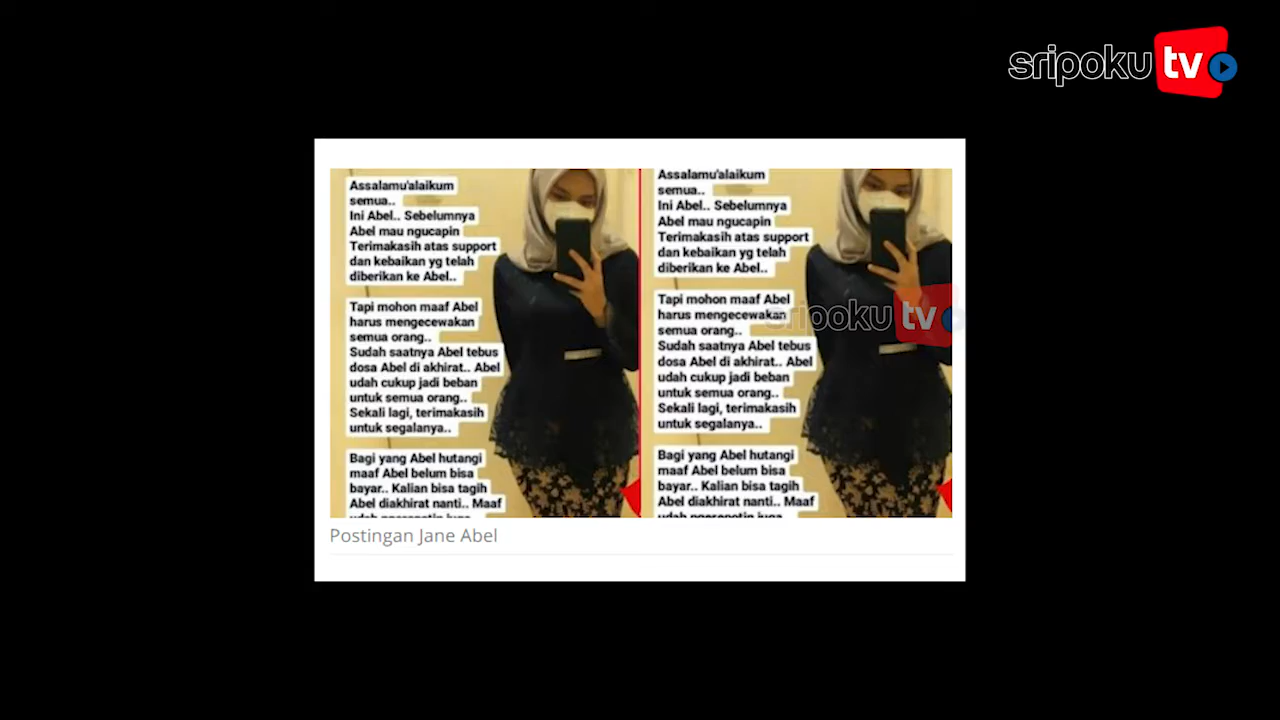 sripoku tv
Assalamu'alaikum
semua..
Ini Abel.. Sebelumnya
Abel mau ngucapin
Terimakasih atas support
dan kebaikan yg telah
diberikan ke Abel..
Tapi mohon maaf Abel
harus mengecewakan
semua orang..
Sudah saatnya Abel tebus
dosa Abel di akhirat.. Abel
udah cukup jadi beban
untuk semua orang..
Sekali lagi, terimakasih
untuk segalanya..
Bagi yang Abel hutangi
maaf Abel belum bisa
bayar.. Kalian bisa tagih
Abel diakhirat nanti.. Maaf
Assalamu'alaikum
semua..
Ini Abel.. Sebelumnya
Abel mau ngucapin
Terimakasih atas support
dan kebaikan yg telah
diberikan ke Abel..
Tapi mohon maaf Abel
harus mengecewakan
semua orang..
Sudah saatnya Abel tebus
dosa Abel di akhirat.. Abel
udah cukup jadi beban
untuk semua orang..
Sekali lagi, terimakasih
untuk segalanya..
Bagi yang Abel hutangi
maaf Abel belum bisa
bayar.. Kalian bisa tagih
Abel diakhirat nanti.. Maaf
sripoku tv
Postingan Jane Abel